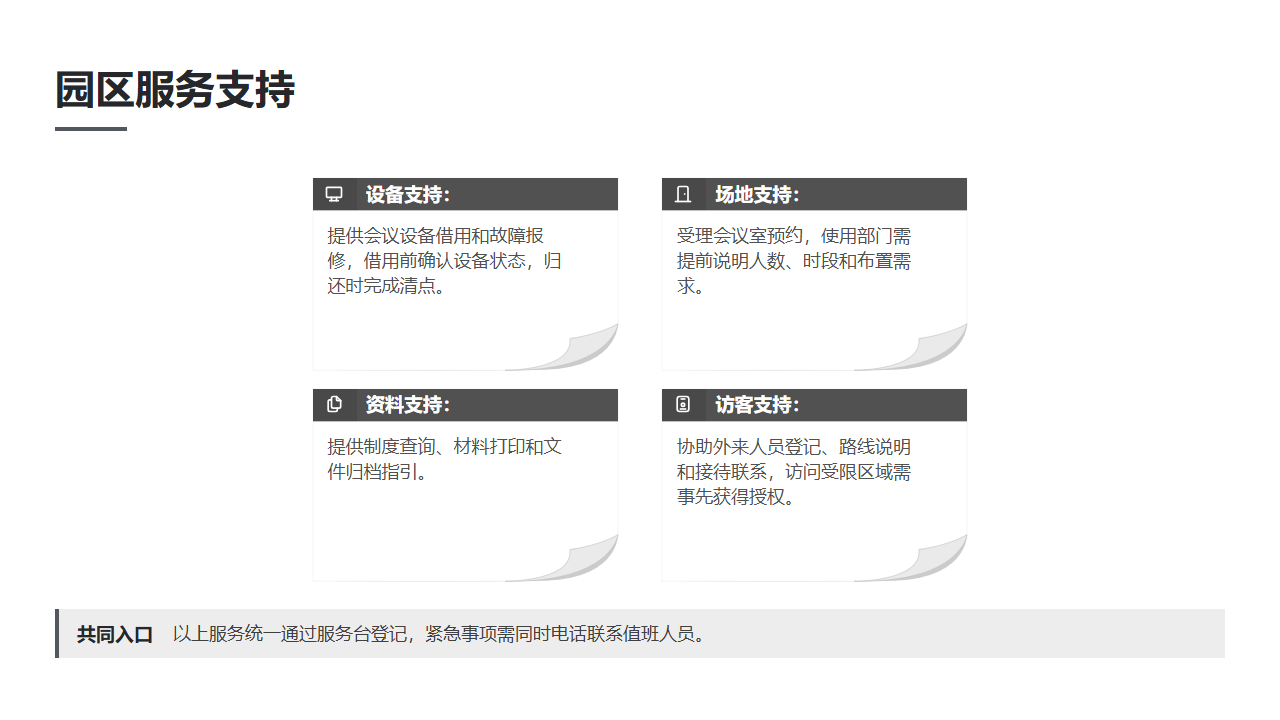 园区服务支持
设备支持：
提供会议设备借用和故障报
修，借用前确认设备状态，归
还时完成清点。
场地支持：
受理会议室预约，使用部门需
提前说明人数、时段和布置需
求。
资料支持：
提供制度查询、材料打印和文
件归档指引。
访客支持：
协助外来人员登记、路线说明
和接待联系，访问受限区域需
事先获得授权。
共同入口 以上服务统一通过服务台登记，紧急事项需同时电话联系值班人员。